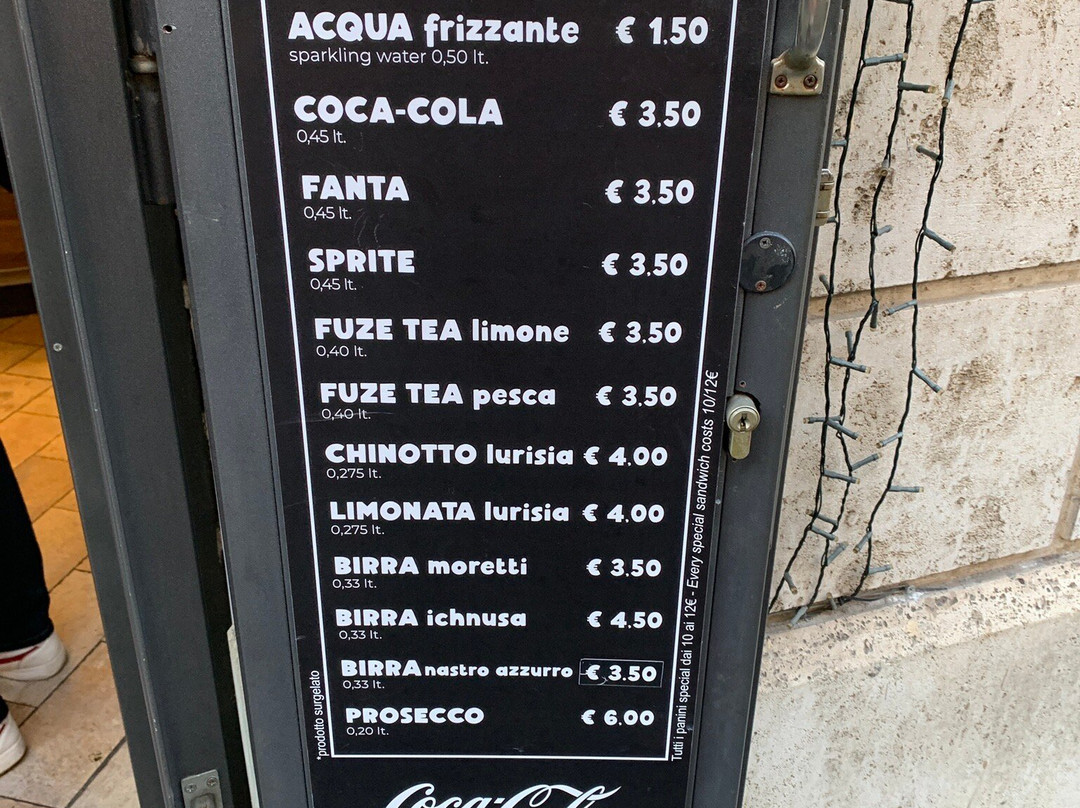 ACQUA frizzante € 1,50
sparkling water 0,50 lt.
COCA-COLA € 3,50
0,45 lt.
FANTA € 3,50
0,45 lt.
SPRITE € 3,50
0,45 lt.
FUZE TEA limone € 3,50
0,40 lt.
FUZE TEA pesca € 3,50
0,40 lt.
CHINOTTO lurisia € 4,00
0,275 lt.
LIMONATA lurisia € 4,00
0,275 lt.
BIRRA moretti € 3,50
0,33 lt.
BIRRA ichnusa € 4,50
0,33 lt.
BIRRA nastro azzurro € 3,50
0,33 lt.
PROSECCO € 6,00
0,20 lt.
*prodotto surgelato
Tutti i panini special dai 10 ai 12€ - Every special sandwich costs 10/12€
Coca-Cola